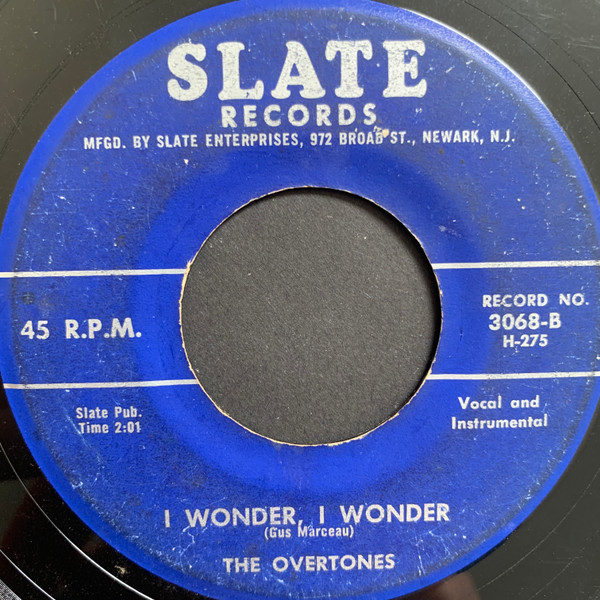 SLATE
RECORDS
MFGD. BY SLATE ENTERPRISES, 972 BROAD ST., NEWARK, N.J.
45 R.P.M.
RECORD NO.
3068-B
H-275
Slate Pub.
Time 2:01
Vocal and
Instrumental
I WONDER, I WONDER
(Gus Marceau)
THE OVERTONES